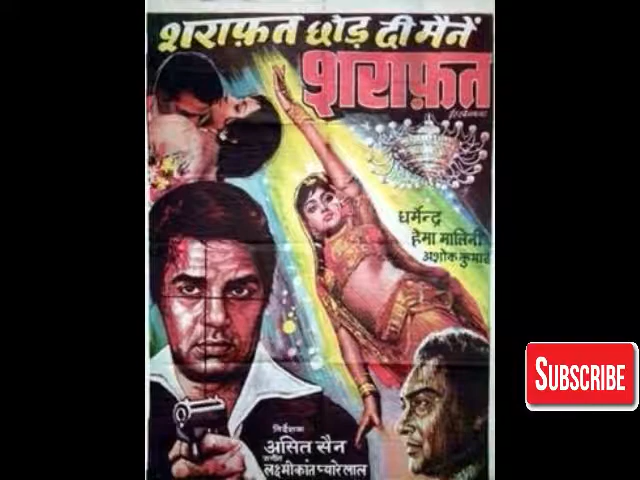 शराफ़त छोड़ दी मैनें
शराफ़त
धर्मेन्द्र
हेमा मालिनी
अशोक कुमार
SUBSCRIBE
निर्देशक
असित सैन
संगीत
लक्ष्मीकांत प्यारेलाल